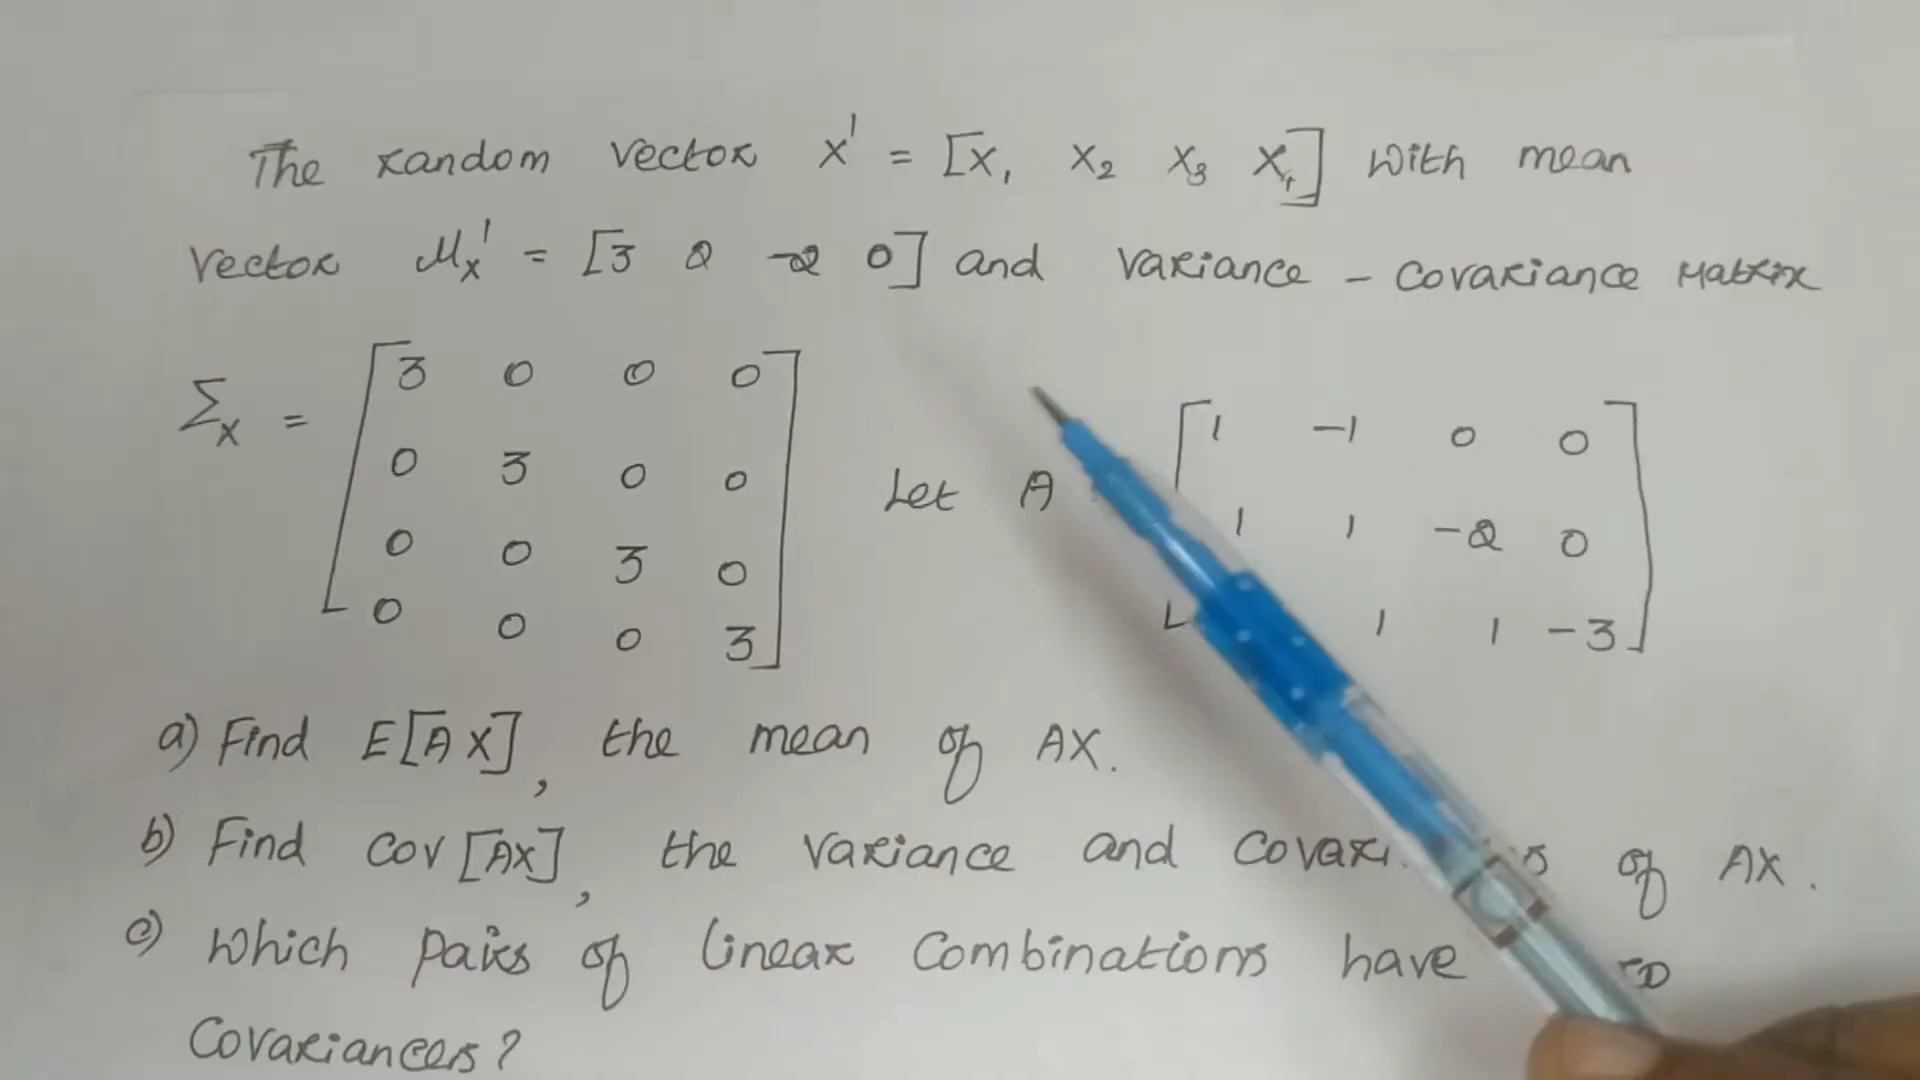 The random vector X' = [X₁ X₂ X₃ X₄] with mean
vector μₓ' = [3 2 -2 0] and variance - covariance Matrix
Σₓ = [3 0 0 0
0 3 0 0
0 0 3 0
0 0 0 3]
Let A [1 -1 0 0
1 1 -2 0
1 1 -3]
a) Find E[AX], the mean of AX.
b) Find Cov [AX], the variance and of AX.
c) which pairs of linear Combinations have
Covariances?